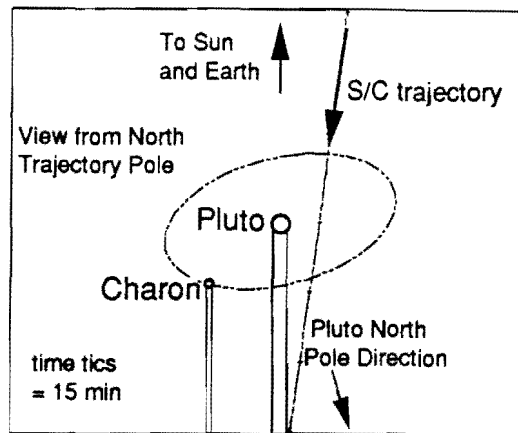 To Sun
and Earth
S/C trajectory
View from North
Trajectory Pole
Pluto
Charon
Pluto North
Pole Direction
time tics
= 15 min